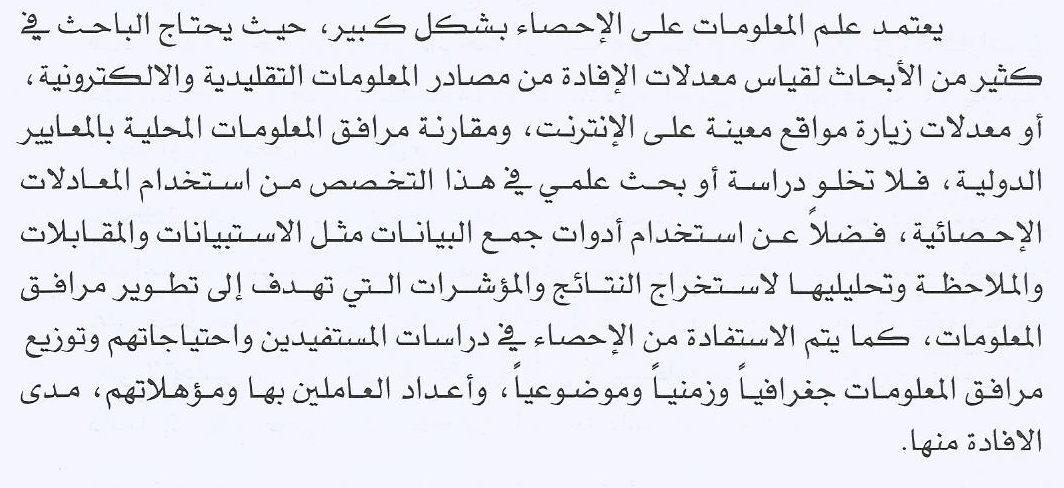 يعتمد علم المعلومات على الإحصاء بشكل كبير، حيث يحتاج الباحث في
كثير من الأبحاث لقياس معدلات الإفادة من مصادر المعلومات التقليدية والالكترونية،
أو معدلات زيارة مواقع معينة على الإنترنت، ومقارنة مرافق المعلومات المحلية بالمعايير
الدولية، فلا تخلو دراسة أو بحث علمي في هذا التخصص من استخدام المعادلات
الإحصائية، فضلاً عن استخدام أدوات جمع البيانات مثل الاستبيانات والمقابلات
والملاحظة وتحليليها لاستخراج النتائج والمؤشرات التي تهدف إلى تطوير مرافق
المعلومات، كما يتم الاستفادة من الإحصاء في دراسات المستفيدين واحتياجاتهم وتوزيع
مرافق المعلومات جغرافياً وزمنياً وموضوعياً، وأعداد العاملين بها ومؤهلاتهم، مدى
الافادة منها.